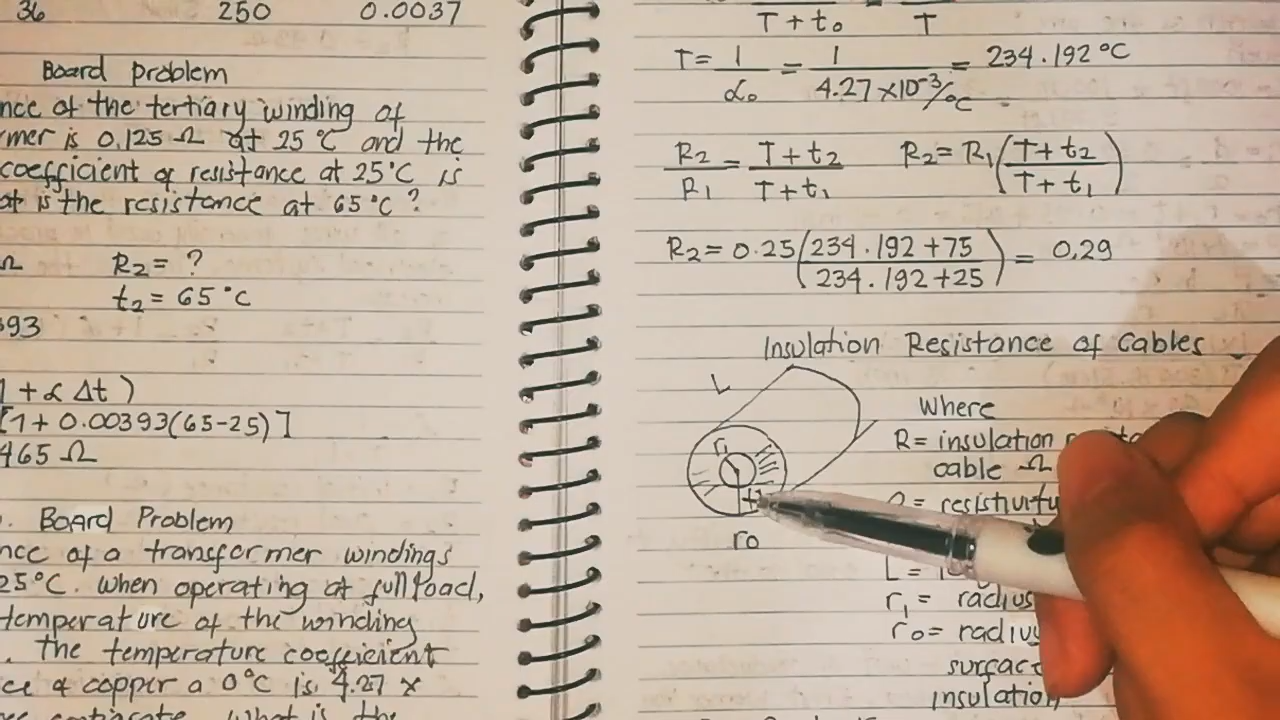 36 250 0.0037
Board problem
nce of the tertiary winding of
mer is 0.125 Ω at 25 °C and the
coefficient of resistance at 25°C is
at is the resistance at 65 °C ?
Ω R₂ = ?
t₂ = 65 °C
393
1 + α Δt )
[1 + 0.00393(65-25)]
465 Ω
. Board Problem
nce of a transformer windings
25°C. When operating at full load,
temperature of the winding
. The temperature coefficient
ce of copper a 0°C is 4.27 x
What is the
T + t₀ = T
T = 1/α₀ = 1/4.27 x10⁻³/°C = 234.192 °C
R₂/R₁ = T + t₂/T + t₁ R₂ = R₁(T + t₂/T + t₁)
R₂ = 0.25(234.192 + 75/234.192 + 25) = 0.29
Insulation Resistance of Cables
L
Where
r₁
R = insulation
cable Ω
t
= resistivity
r₀
L =
r₁ = radius
r₀ = radius
surface
insulation